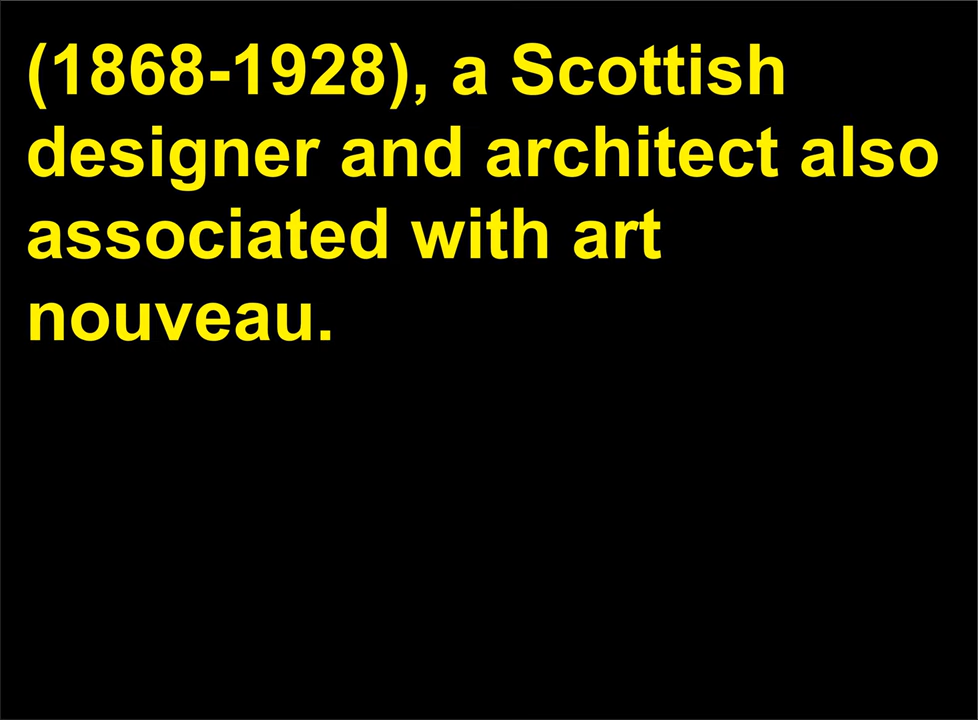 (1868-1928), a Scottish
designer and architect also
associated with art
nouveau.